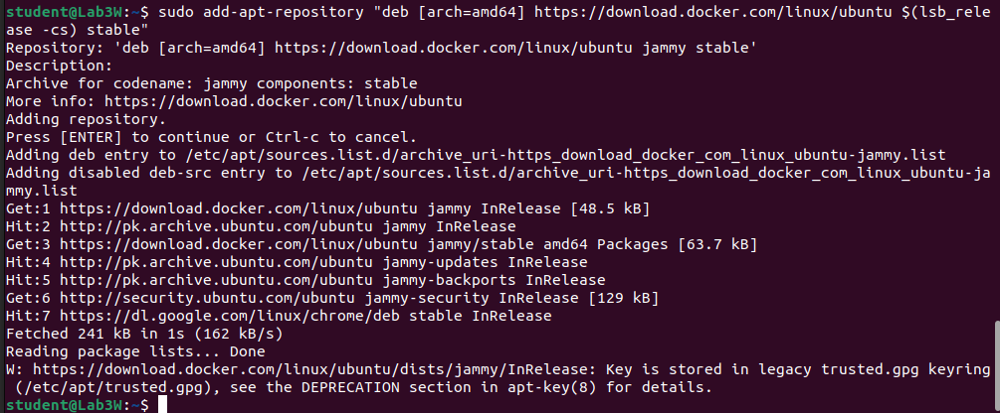 student@Lab3W:~$ sudo add-apt-repository "deb [arch=amd64] https://download.docker.com/linux/ubuntu $(lsb_rele
ase -cs) stable"
Repository: 'deb [arch=amd64] https://download.docker.com/linux/ubuntu jammy stable'
Description:
Archive for codename: jammy components: stable
More info: https://download.docker.com/linux/ubuntu
Adding repository.
Press [ENTER] to continue or Ctrl-c to cancel.
Adding deb entry to /etc/apt/sources.list.d/archive_uri-https_download_docker_com_linux_ubuntu-jammy.list
Adding disabled deb-src entry to /etc/apt/sources.list.d/archive_uri-https_download_docker_com_linux_ubuntu-ja
mmy.list
Get:1 https://download.docker.com/linux/ubuntu jammy InRelease [48.5 kB]
Hit:2 http://pk.archive.ubuntu.com/ubuntu jammy InRelease
Get:3 https://download.docker.com/linux/ubuntu jammy/stable amd64 Packages [63.7 kB]
Hit:4 http://pk.archive.ubuntu.com/ubuntu jammy-updates InRelease
Hit:5 http://pk.archive.ubuntu.com/ubuntu jammy-backports InRelease
Get:6 http://security.ubuntu.com/ubuntu jammy-security InRelease [129 kB]
Hit:7 https://dl.google.com/linux/chrome/deb stable InRelease
Fetched 241 kB in 1s (162 kB/s)
Reading package lists... Done
W: https://download.docker.com/linux/ubuntu/dists/jammy/InRelease: Key is stored in legacy trusted.gpg keyring
 (/etc/apt/trusted.gpg), see the DEPRECATION section in apt-key(8) for details.
student@Lab3W:~$